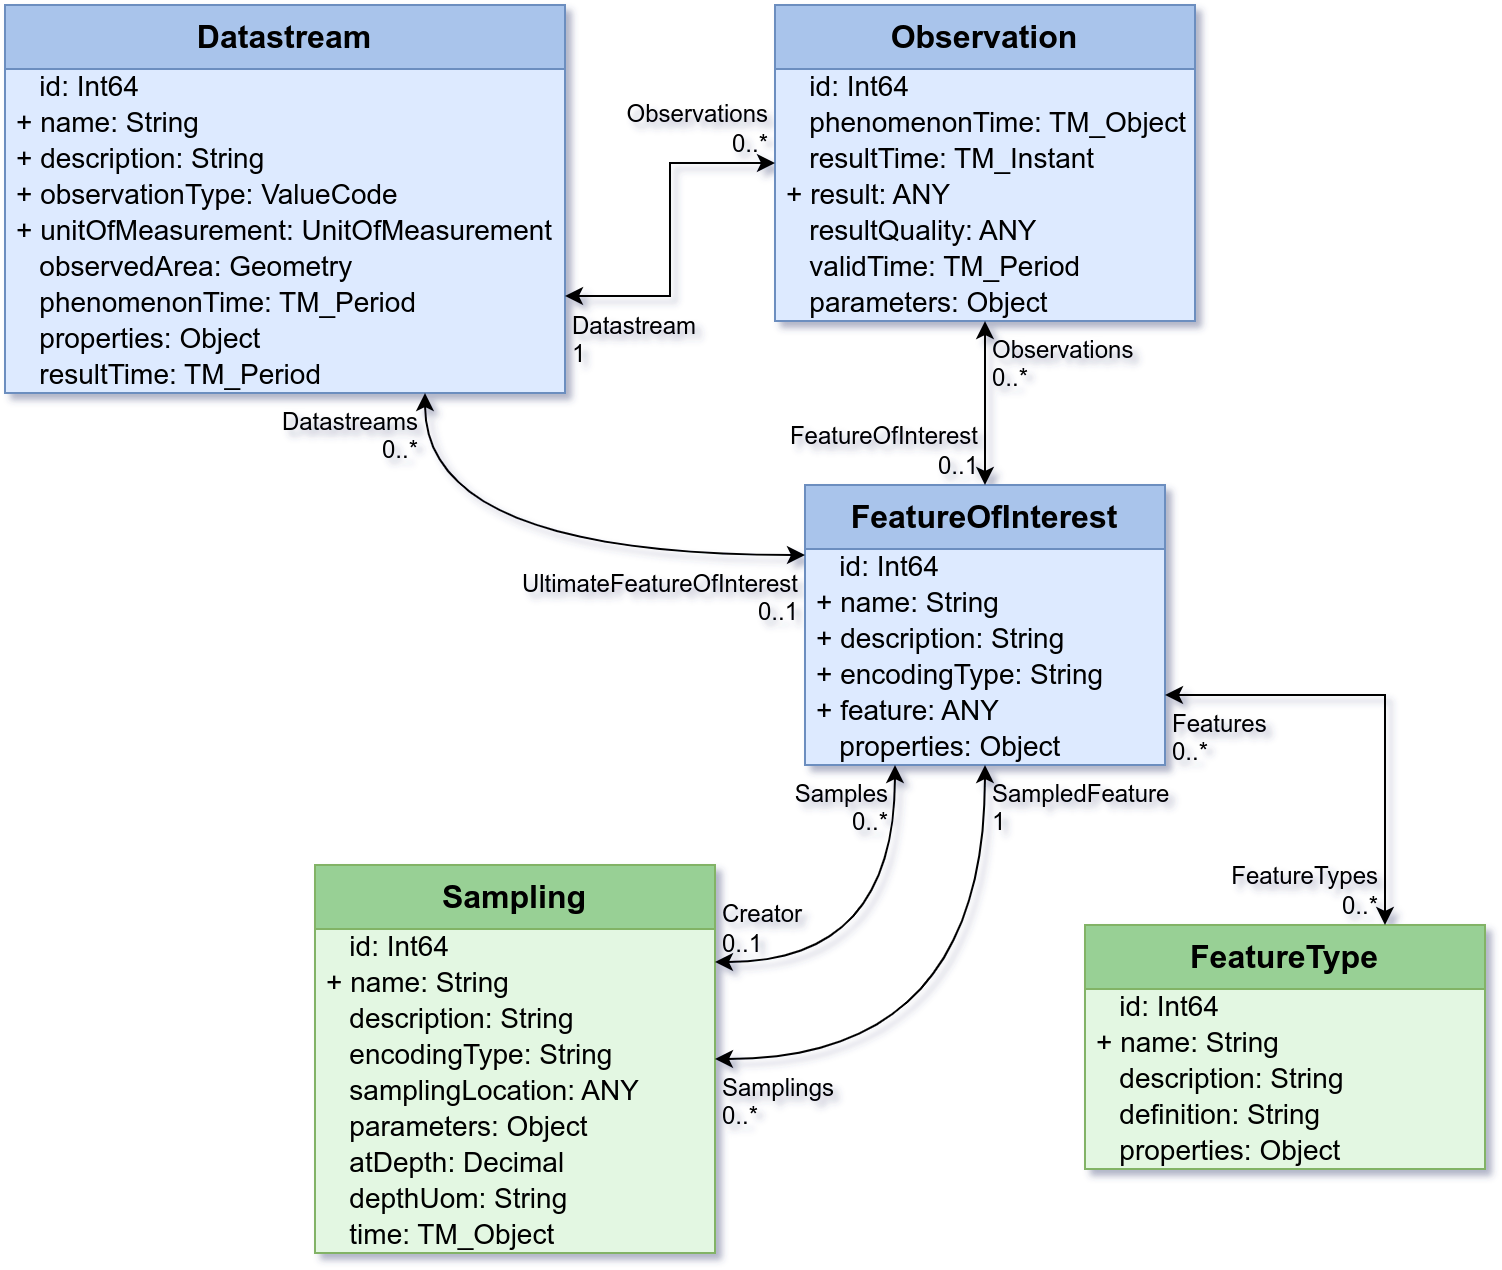 Datastream
id: Int64
+ name: String
+ description: String
+ observationType: ValueCode
+ unitOfMeasurement: UnitOfMeasurement
observedArea: Geometry
phenomenonTime: TM_Period
properties: Object
resultTime: TM_Period
Observations
0..*
Datastream
1
Observation
id: Int64
phenomenonTime: TM_Object
resultTime: TM_Instant
+ result: ANY
resultQuality: ANY
validTime: TM_Period
parameters: Object
Observations
0..*
FeatureOfInterest
0..1
Datastreams
0..*
UltimateFeatureOfInterest
0..1
FeatureOfInterest
id: Int64
+ name: String
+ description: String
+ encodingType: String
+ feature: ANY
properties: Object
Features
0..*
FeatureTypes
0..*
Samples
0..*
SampledFeature
1
Creator
0..1
Samplings
0..*
Sampling
id: Int64
+ name: String
description: String
encodingType: String
samplingLocation: ANY
parameters: Object
atDepth: Decimal
depthUom: String
time: TM_Object
FeatureType
id: Int64
+ name: String
description: String
definition: String
properties: Object